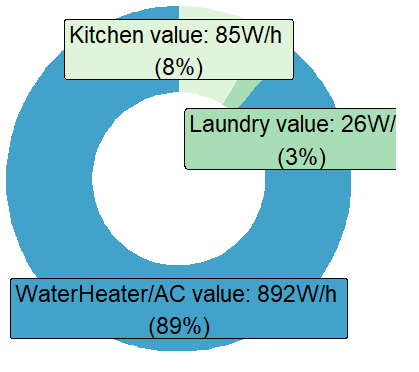 Kitchen value: 85W/h
(8%)
Laundry value: 26W/
(3%)
WaterHeater/AC value: 892W/h
(89%)